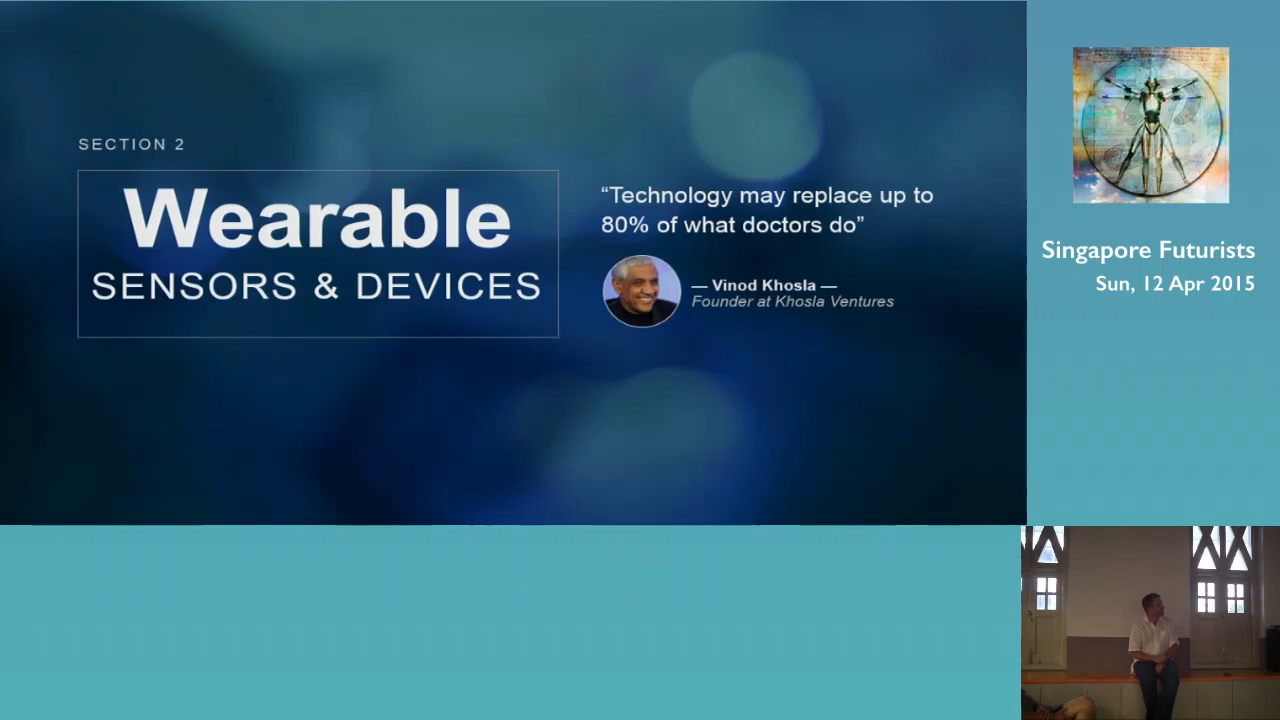 SECTION 2
Wearable
SENSORS & DEVICES
“Technology may replace up to
80% of what doctors do”
— Vinod Khosla —
Founder at Khosla Ventures
Singapore Futurists
Sun, 12 Apr 2015